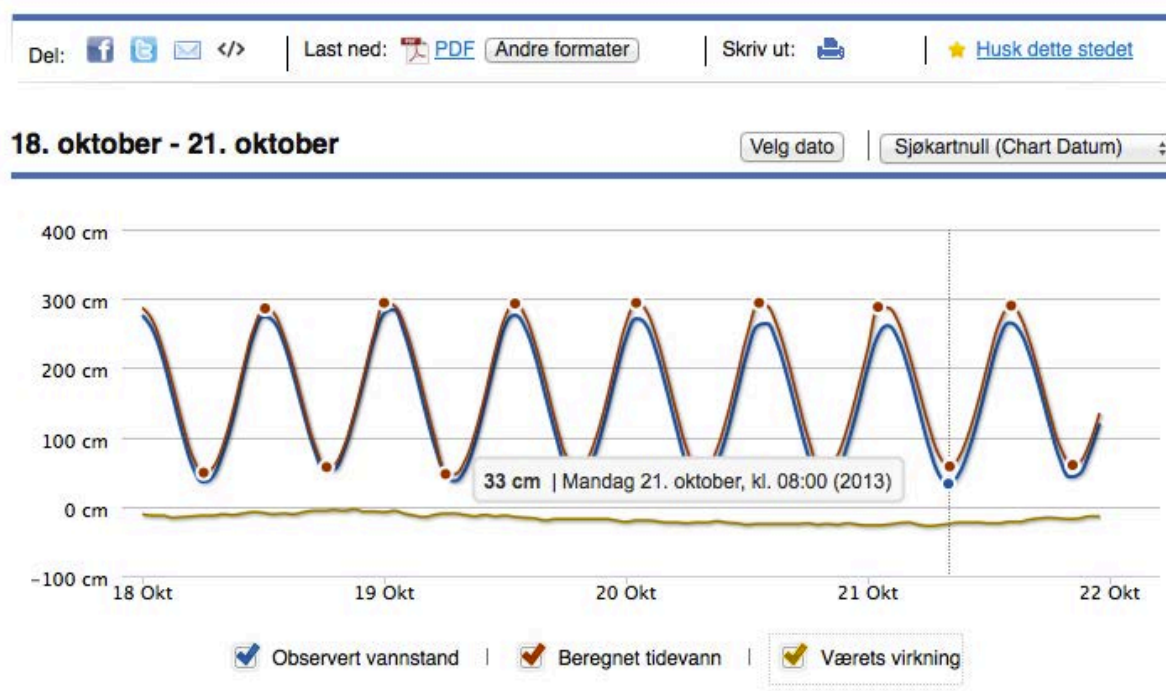 Del: </> Last ned: PDF Andre formater Skriv ut: Husk dette stedet
18. oktober - 21. oktober Velg dato Sjøkartnull (Chart Datum)
400 cm
300 cm
200 cm
100 cm
33 cm | Mandag 21. oktober, kl. 08:00 (2013)
0 cm
-100 cm
18 Okt 19 Okt 20 Okt 21 Okt 22 Okt
Observert vannstand | Beregnet tidevann | Værets virkning